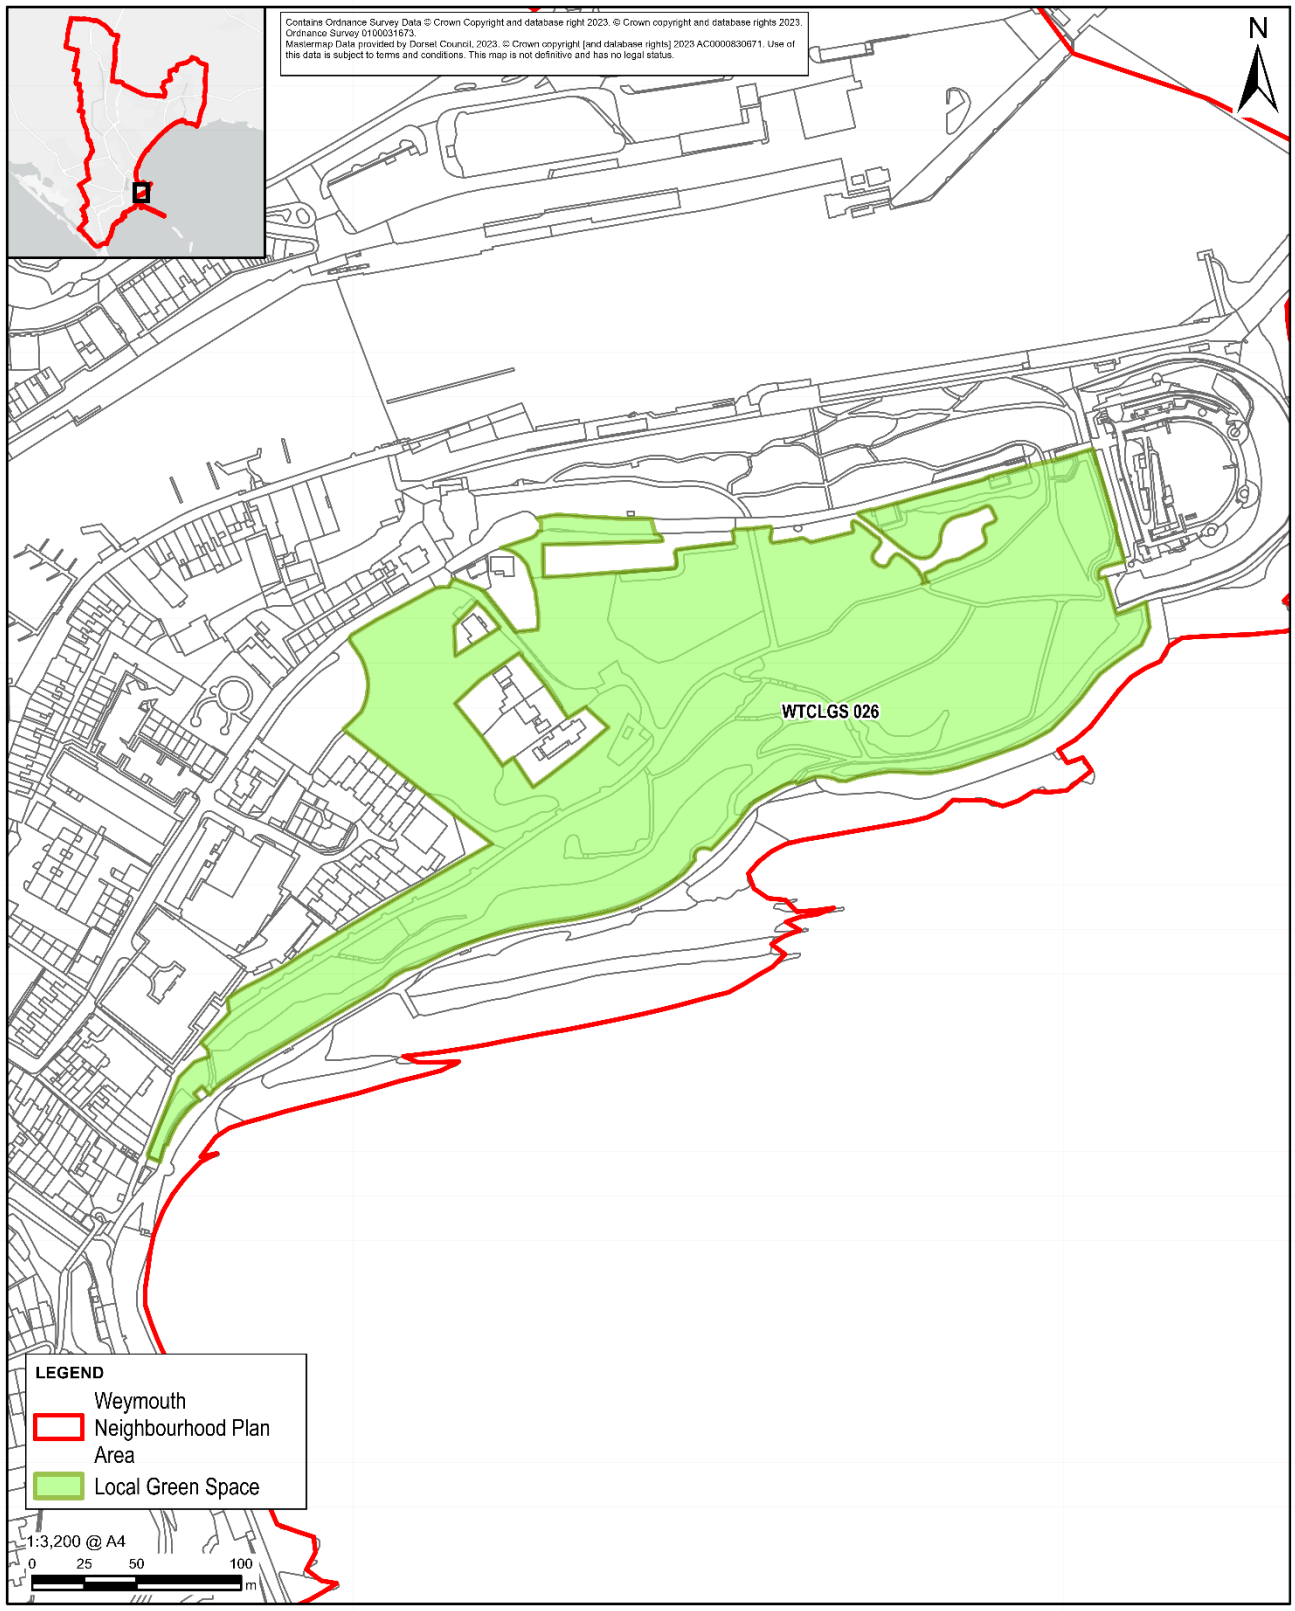 Contains Ordnance Survey Data © Crown Copyright and database right 2023. © Crown copyright and database rights 2023.
Ordnance Survey 0100031673.
Mastermap Data provided by Dorset Council, 2023. © Crown copyright [and database rights] 2023 AC0000830671. Use of
this data is subject to terms and conditions. This map is not definitive and has no legal status.
N
WTCLGS 026
LEGEND
Weymouth
Neighbourhood Plan
Area
Local Green Space
1:3,200 @ A4
0 25 50 100
m